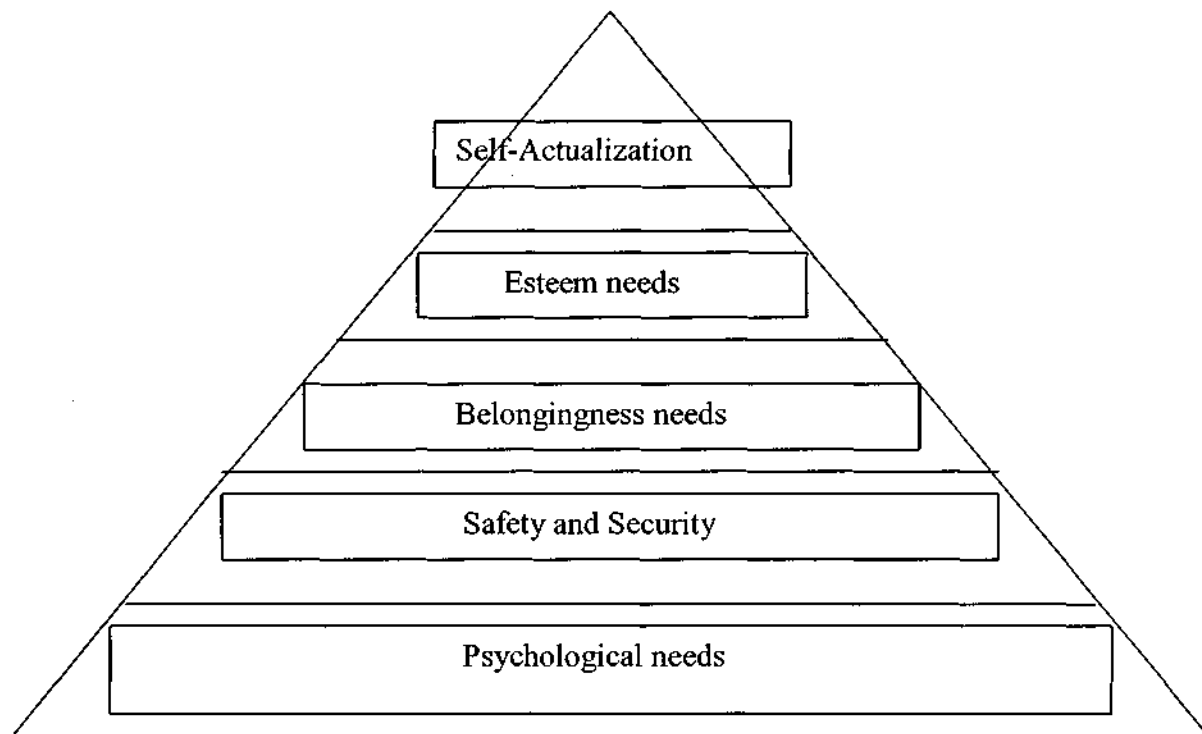 Self-Actualization
Esteem needs
Belongingness needs
Safety and Security
Psychological needs